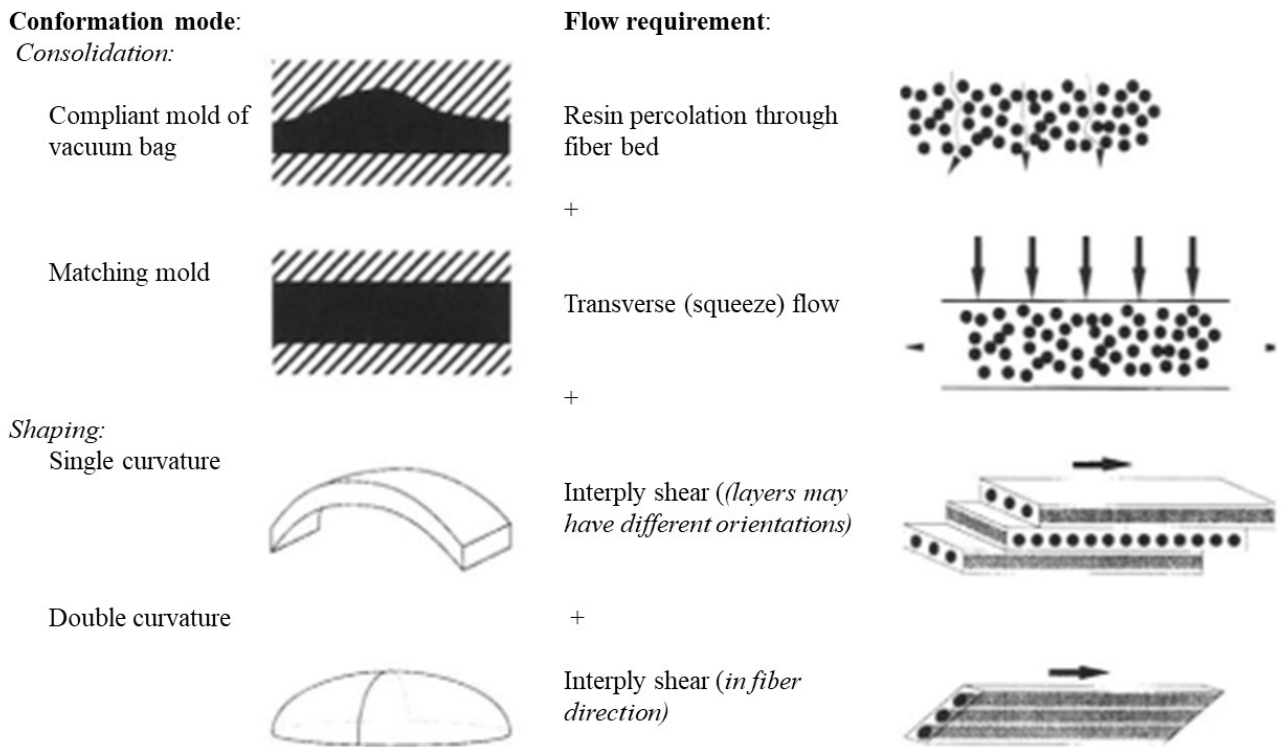 Conformation mode:
Flow requirement:
Consolidation:
Compliant mold of
vacuum bag
Resin percolation through
fiber bed
+
Matching mold
Transverse (squeeze) flow
+
Shaping:
Single curvature
Interply shear ((layers may
have different orientations)
Double curvature
+
Interply shear (in fiber
direction)